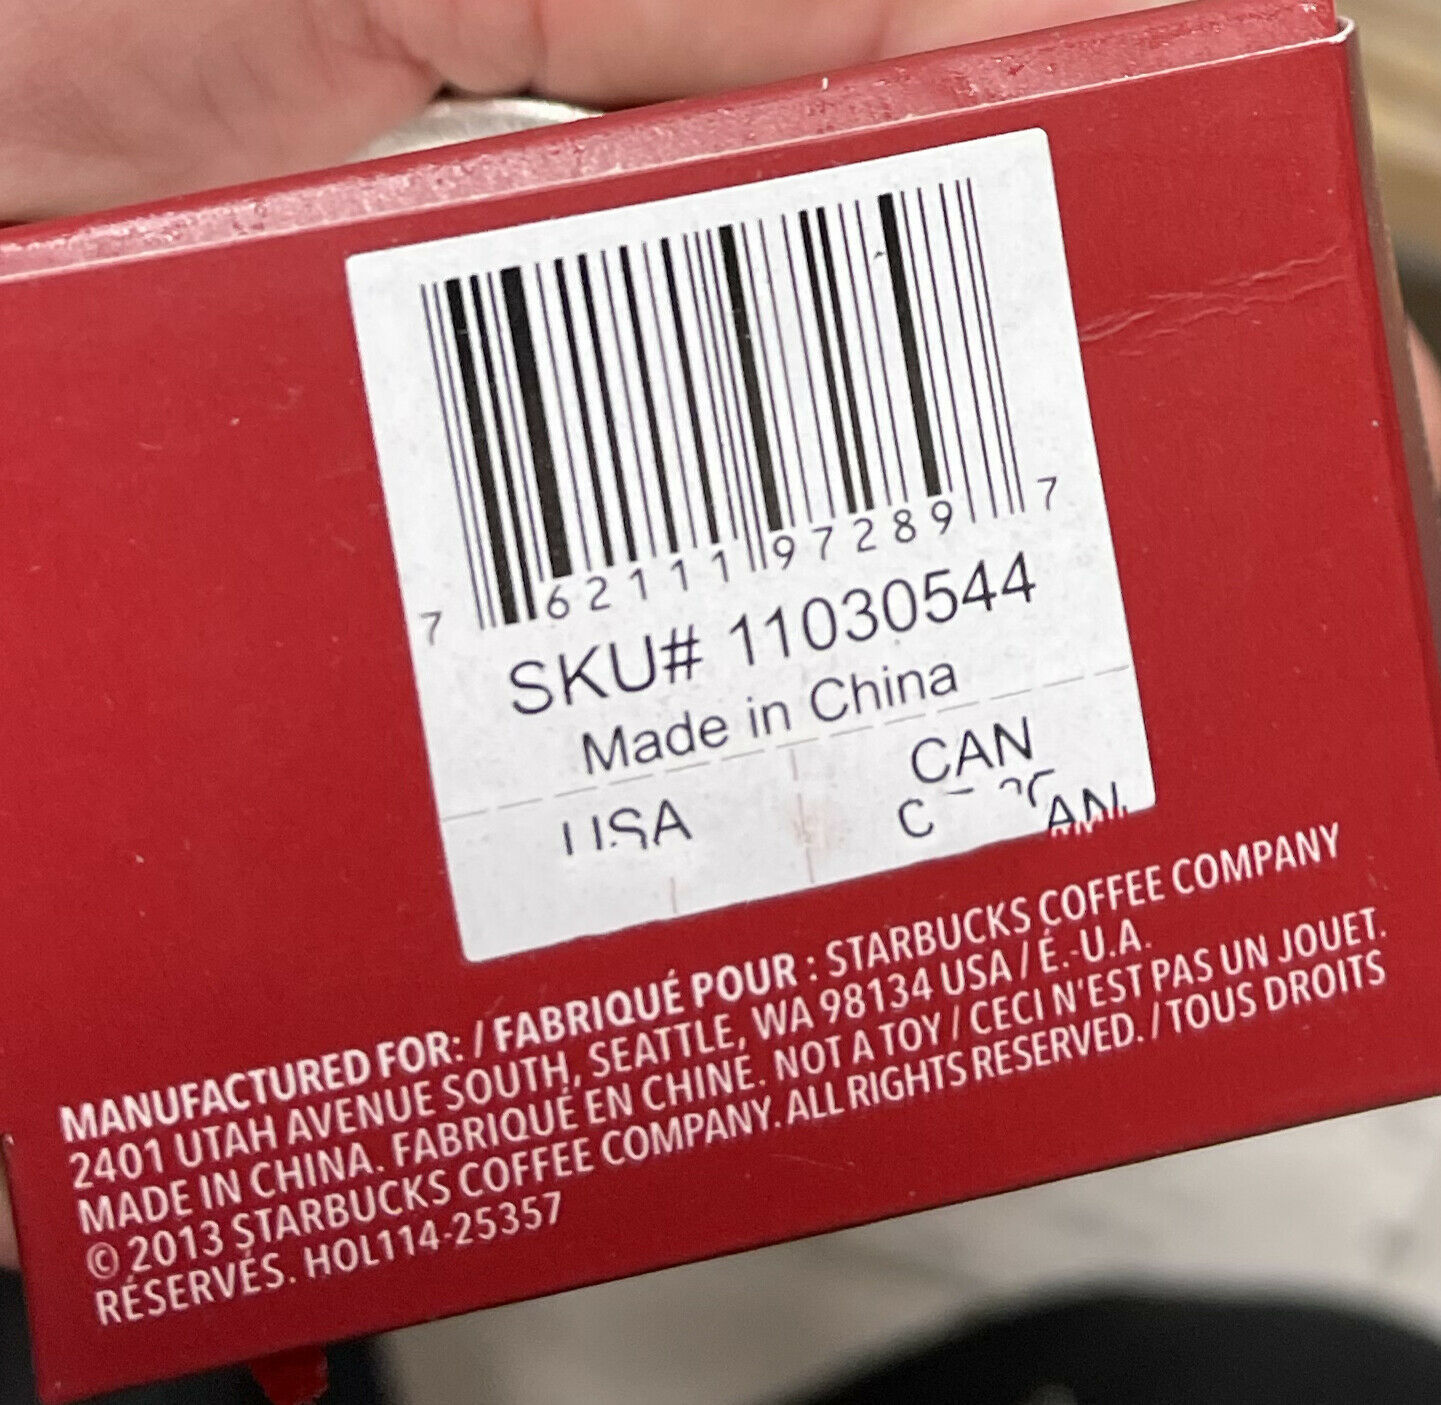 7 62111 97289 7
SKU# 11030544
Made in China
USA CAN
MANUFACTURED FOR: / FABRIQUÉ POUR : STARBUCKS COFFEE COMPANY
2401 UTAH AVENUE SOUTH, SEATTLE, WA 98134 USA / É.-U.A.
MADE IN CHINA. FABRIQUÉ EN CHINE. NOT A TOY / CECI N'EST PAS UN JOUET.
© 2013 STARBUCKS COFFEE COMPANY. ALL RIGHTS RESERVED. / TOUS DROITS
RÉSERVÉS. HOL114-25357